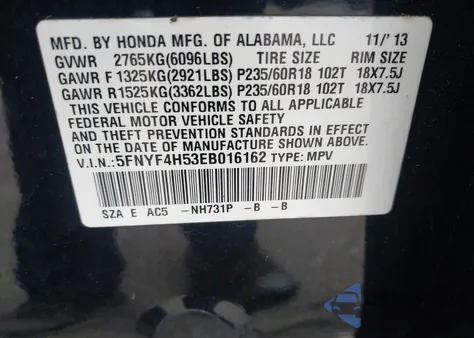 MFD. BY HONDA MFG. OF ALABAMA, LLC 11/'13
GVWR 2765KG(6096LBS) TIRE SIZE RIM SIZE
GAWR F 1325KG(2921LBS) P235/60R18 102T 18X7.5J
GAWR R1525KG(3362LBS) P235/60R18 102T 18X7.5J
THIS VEHICLE CONFORMS TO ALL APPLICABLE
FEDERAL MOTOR VEHICLE SAFETY
AND THEFT PREVENTION STANDARDS IN EFFECT
ON THE DATE OF MANUFACTURE SHOWN ABOVE.
V.I.N.: 5FNYF4H53EB016162 TYPE: MPV
SZA E AC5 -NH731P -B -B